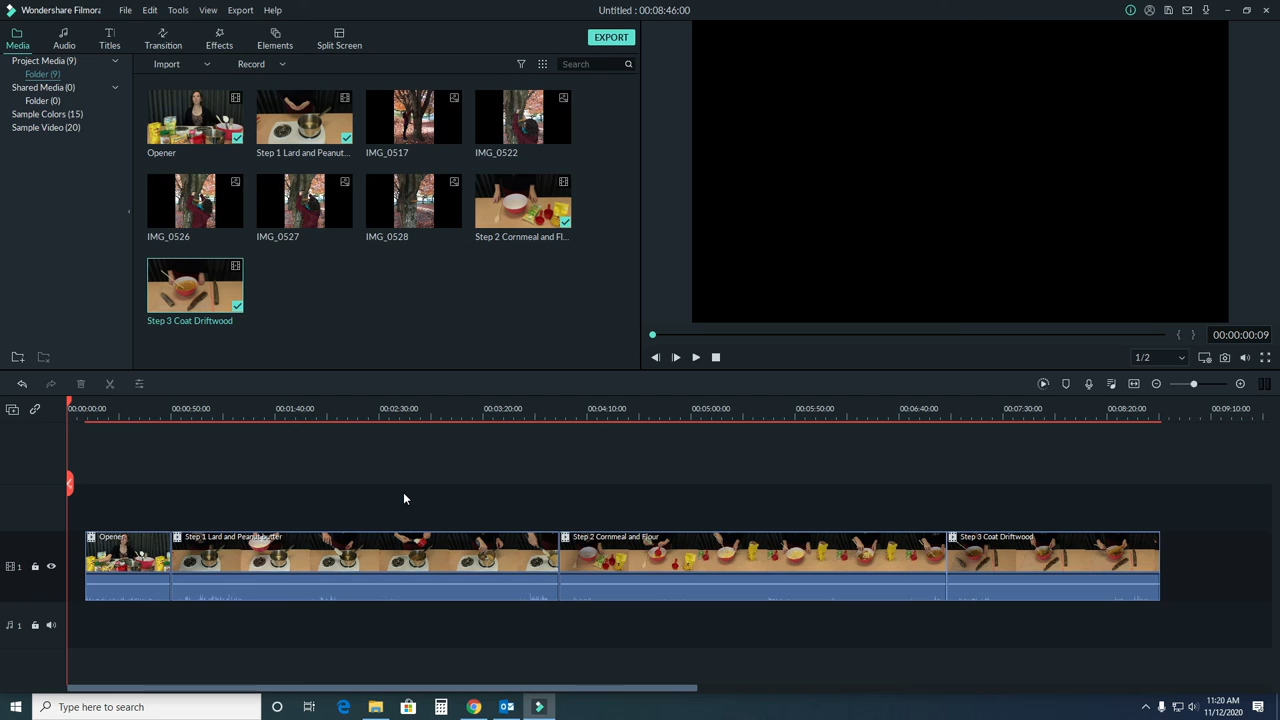 Wondershare Filmora File Edit Tools View Export Help Untitled : 00:08:46:00
Media Audio Titles Transition Effects Elements Split Screen EXPORT
Project Media (9)
Folder (9)
Shared Media (0)
Folder (0)
Sample Colors (15)
Sample Video (20)
Import Record Search
Opener Step 1 Lard and Peanut... IMG_0517 IMG_0522
IMG_0526 IMG_0527 IMG_0528 Step 2 Cornmeal and Fl...
Step 3 Coat Driftwood
{ } 00:00:00:09
1/2
00:00:00:00 00:00:50:00 00:01:40:00 00:02:30:00 00:03:20:00 00:04:10:00 00:05:00:00 00:05:50:00 00:06:40:00 00:07:30:00 00:08:20:00 00:09:10:00
Opener Step 1 Lard and Peanut butter Step 2 Cornmeal and Flour Step 3 Coat Driftwood
1
1
Type here to search
11:20 AM
11/12/2020